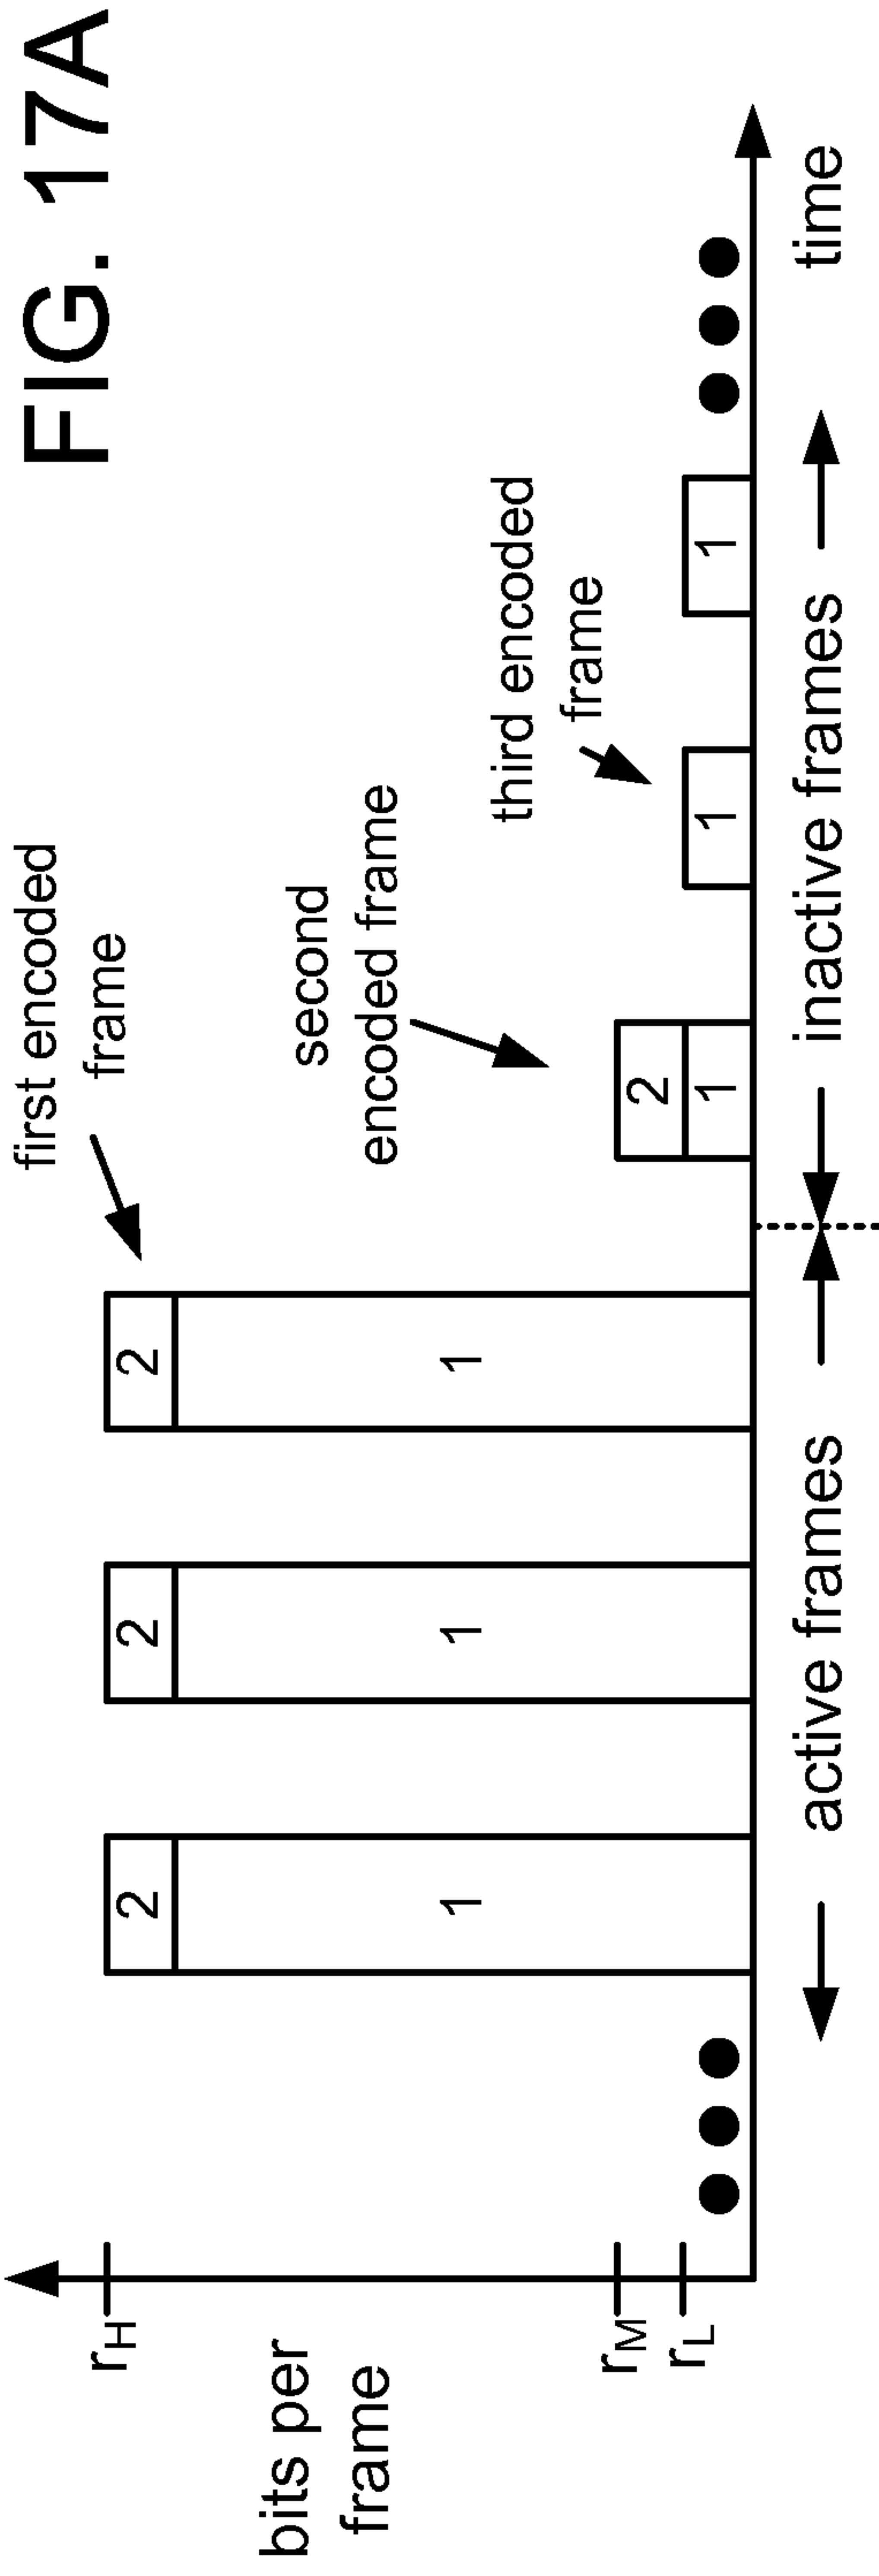 FIG. 17A
first encoded
frame
second
encoded frame
third encoded
frame
bits per
frame
rH
rM
rL
2
2
2
2
1
1
1
1
1
1
active frames
inactive frames
time